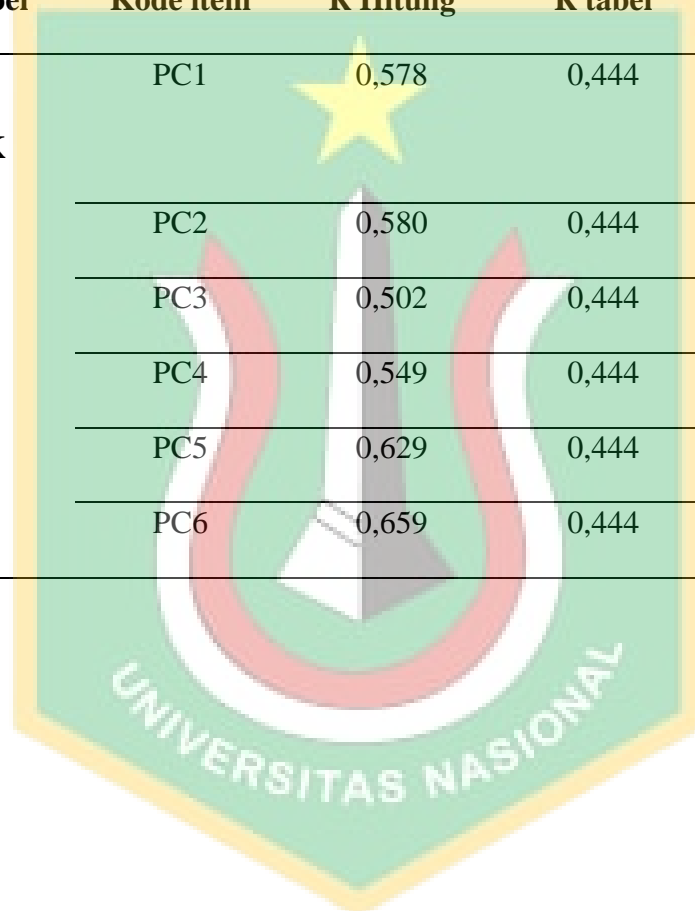 Kode item R Hitung R tabel
PC1 0,578 0,444
PC2 0,580 0,444
PC3 0,502 0,444
PC4 0,549 0,444
PC5 0,629 0,444
PC6 0,659 0,444
UNIVERSITAS NASIONAL